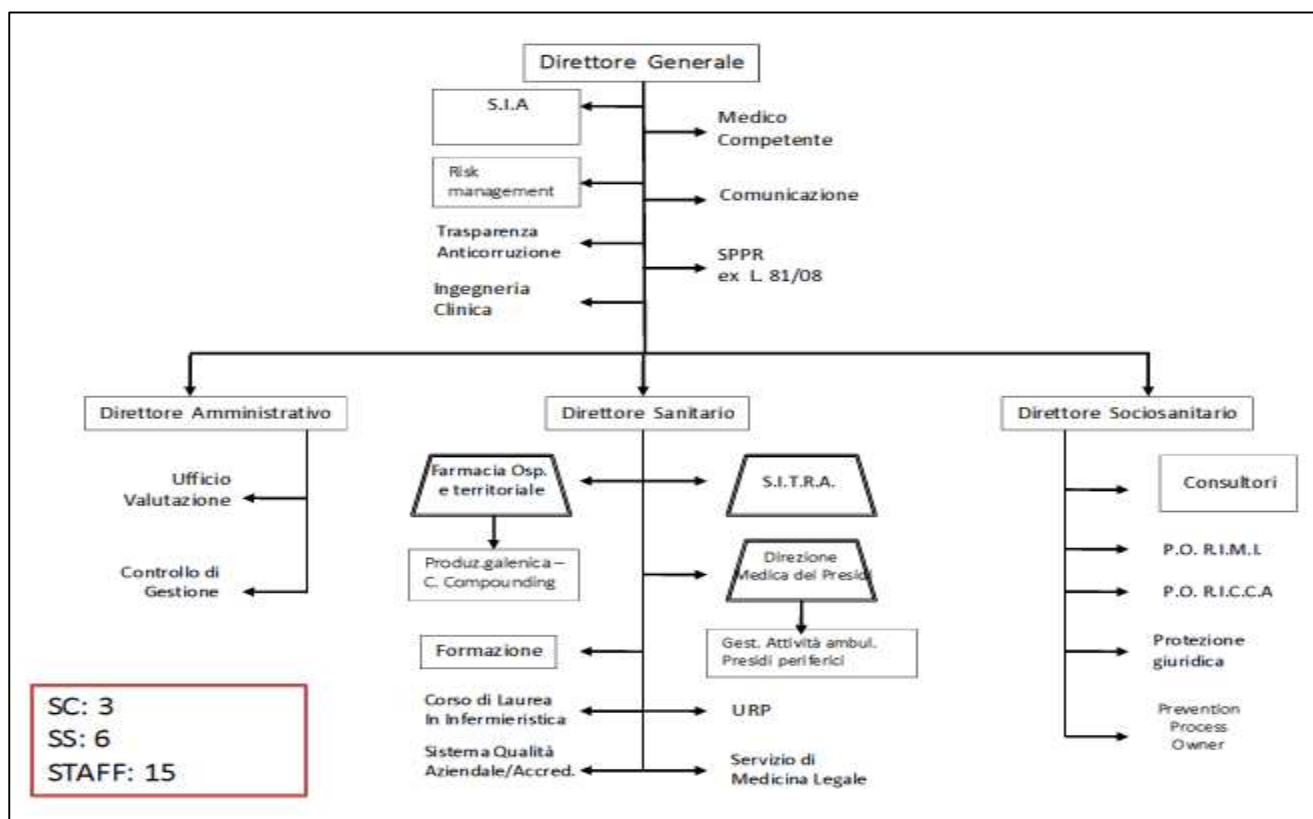 Direttore Generale
S.I.A
Medico
Competente
Risk
management
Comunicazione
Trasparenza
Anticorruzione
SPPR
ex L. 81/08
Ingegneria
Clinica
Direttore Amministrativo
Direttore Sanitario
Direttore Sociosanitario
Ufficio
Valutazione
Controllo di
Gestione
Farmacia Osp.
e territoriale
S.I.T.R.A.
Produz.galenica –
C. Compounding
Direzione
Medica dei Presidi
Formazione
Gest. Attività ambul.
Presidi periferici
Corso di Laurea
In Infermieristica
URP
Sistema Qualità
Aziendale/Accred.
Servizio di
Medicina Legale
Consultori
P.O. R.I.M.I.
P.O. R.I.C.C.A
Protezione
giuridica
Prevention
Process
Owner
SC: 3
SS: 6
STAFF: 15